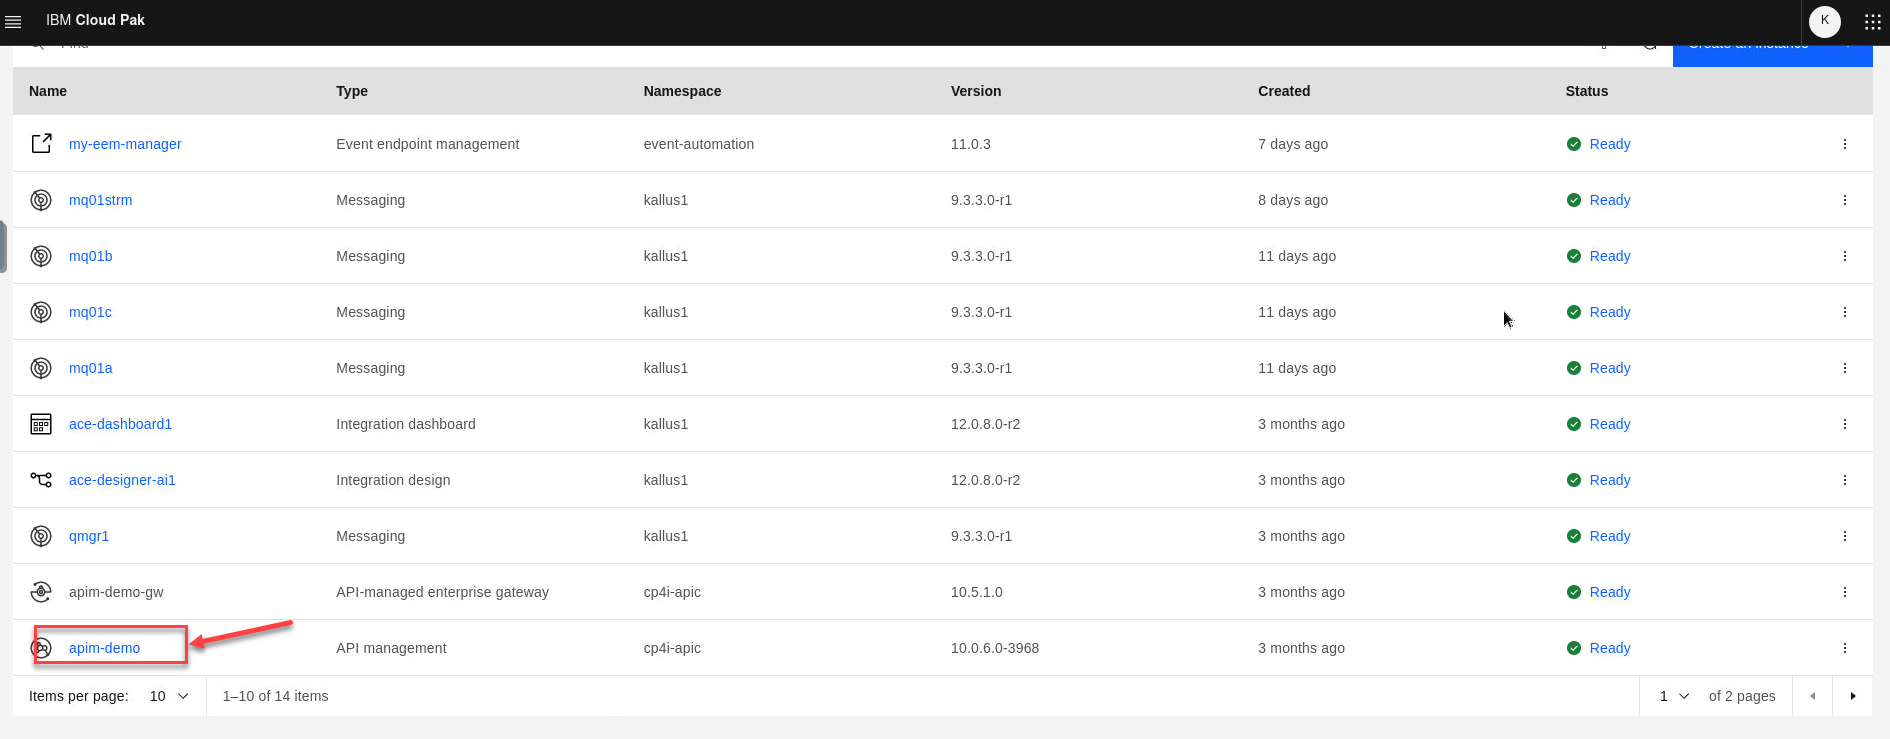 IBM Cloud Pak
K
Find
Create an instance
Name Type Namespace Version Created Status
my-eem-manager Event endpoint management event-automation 11.0.3 7 days ago Ready
mq01strm Messaging kallus1 9.3.3.0-r1 8 days ago Ready
mq01b Messaging kallus1 9.3.3.0-r1 11 days ago Ready
mq01c Messaging kallus1 9.3.3.0-r1 11 days ago Ready
mq01a Messaging kallus1 9.3.3.0-r1 11 days ago Ready
ace-dashboard1 Integration dashboard kallus1 12.0.8.0-r2 3 months ago Ready
ace-designer-ai1 Integration design kallus1 12.0.8.0-r2 3 months ago Ready
qmgr1 Messaging kallus1 9.3.3.0-r1 3 months ago Ready
apim-demo-gw API-managed enterprise gateway cp4i-apic 10.5.1.0 3 months ago Ready
apim-demo API management cp4i-apic 10.0.6.0-3968 3 months ago Ready
Items per page: 10 1–10 of 14 items 1 of 2 pages